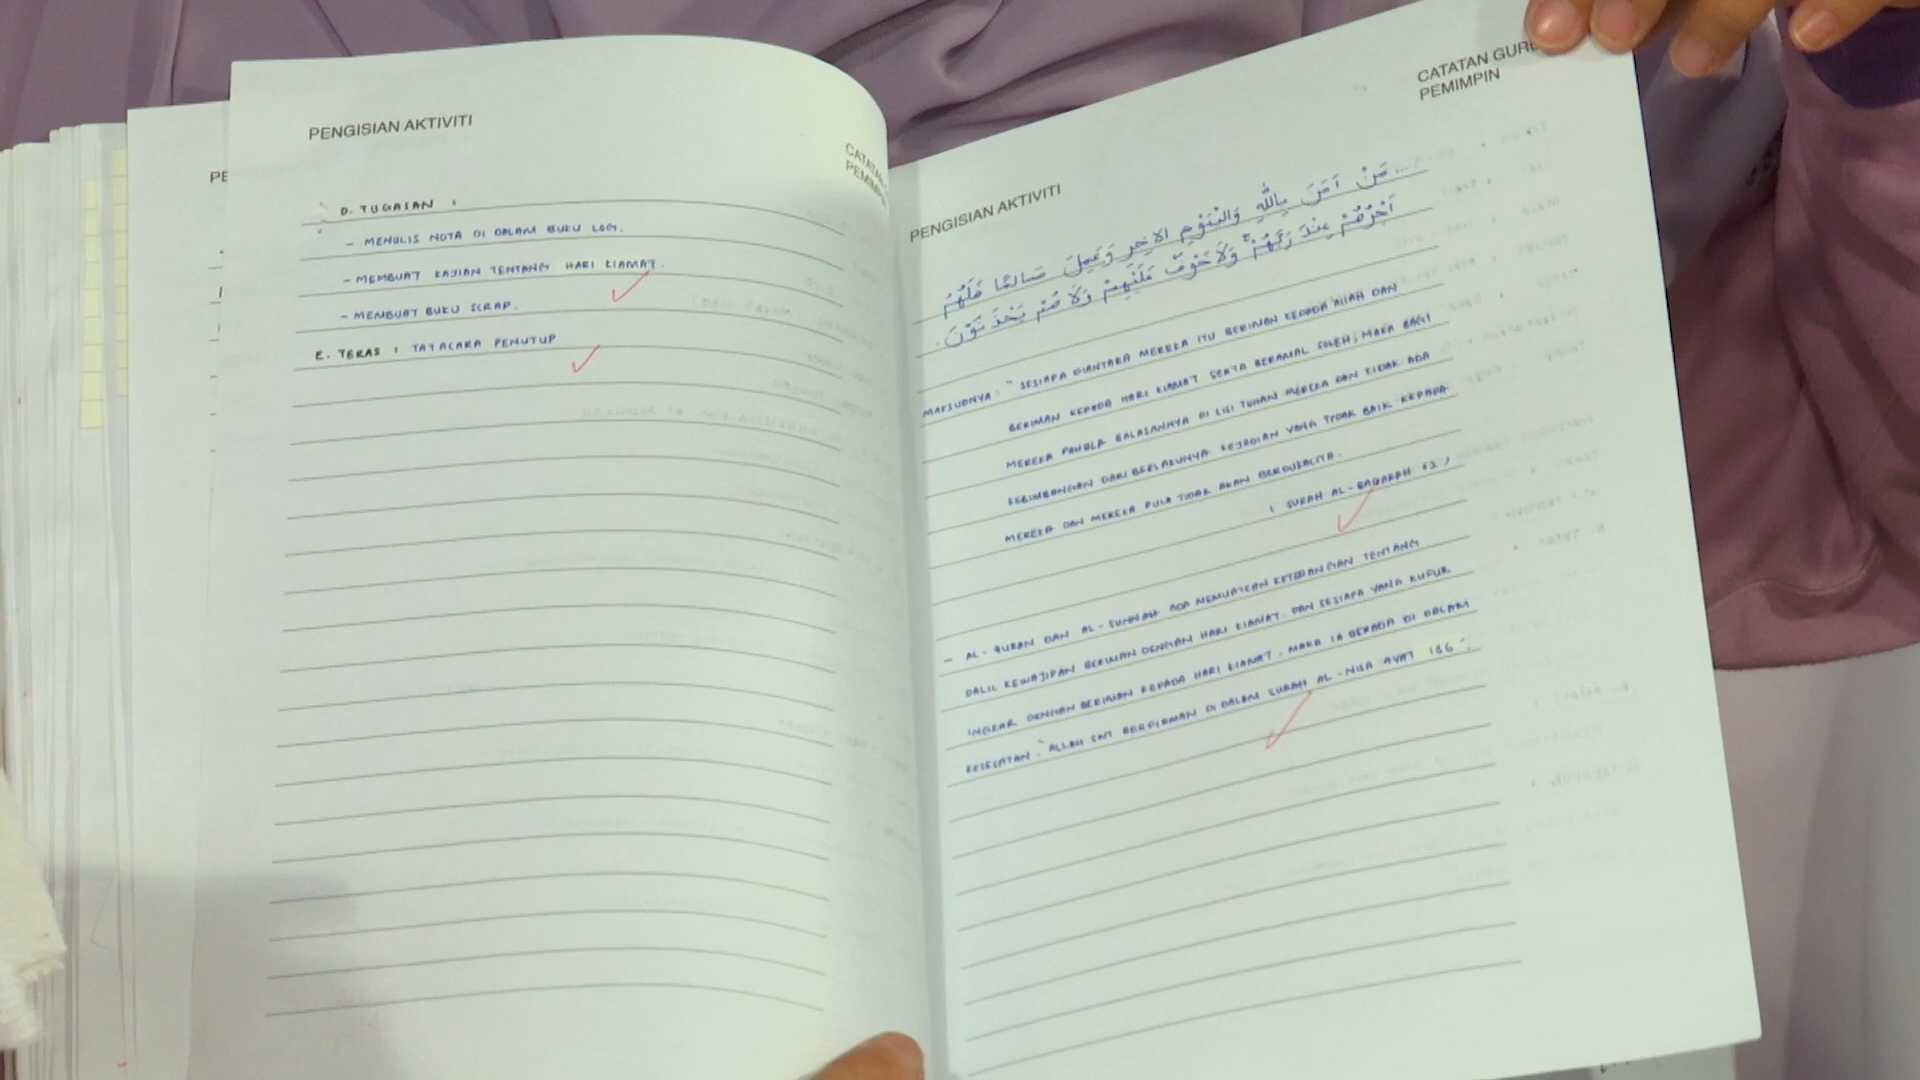 PENGISIAN AKTIVITI
D. TUGASAN :
- MENULIS NOTA DI DALAM BUKU LOG.
- MEMBUAT KAJIAN TENTANG HARI KIAMAT.
- MEMBUAT BUKU SCRAP.
E. TERAS : TATACARA PENUTUP
PE
CATATAN
PEMIMPIN
PENGISIAN AKTIVITI
CATATAN GURU
PEMIMPIN
... مَنْ آمَنَ بِاللهِ وَالْيَوْمِ الآخِرِ وَعَمِلَ صَالِحًا فَلَهُمْ
أَجْرُهُمْ عِنْدَ رَبِّهِمْ وَلَا خَوْفٌ عَلَيْهِمْ وَلَا هُمْ
MAKSUDNYA : " SESIAPA DIANTARA MEREKA ITU BERIMAN KEPADA ALLAH DAN
BERIMAN KEPADA HARI KIAMAT SERTA BERAMAL SOLEH, MAKA BAGI
MEREKA PAHALA BALASANNYA DI SISI TUHAN MEREKA DAN TIDAK ADA
KEBIMBANGAN DARI BERLAKUNYA KEJADIAN YANG TIDAK BAIK KEPADA
MEREKA DAN MEREKA PULA TIDAK AKAN BERDUKACITA.
( SURAH AL-BAQARAH 62 )
- AL-QURAN DAN AL-SUNNAH ADA MEMUATKAN KETERANGAN TENTANG
DALIL KEWAJIPAN BERIMAN DENGAN HARI KIAMAT. DAN SESIAPA YANG KUFUR
INGKAR DENGAN BERIMAN KEPADA HARI KIAMAT, MAKA IA BERADA DI DALAM
KESESATAN. "ALLAH SWT BERFIRMAN DI DALAM SURAH AL-NISA AYAT 136".